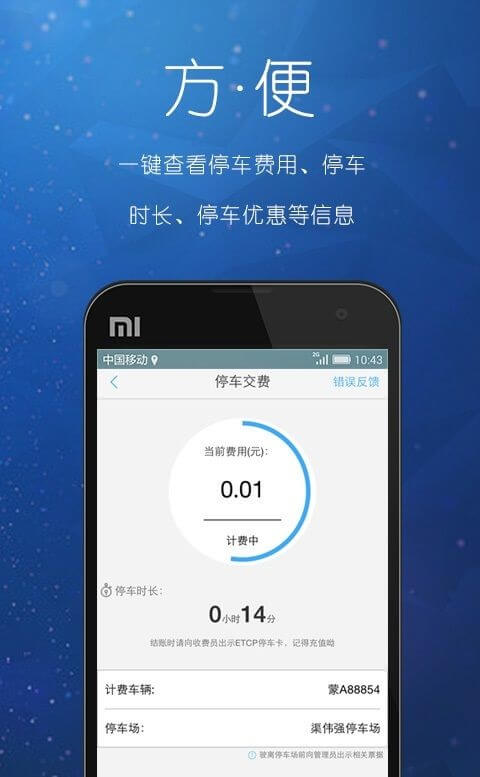 方·便
一键查看停车费用、停车
时长、停车优惠等信息
mi
中国移动 2G 10:43
停车交费 错误反馈
当前费用(元):
0.01
计费中
停车时长:
0小时14分
结账时请向收费员出示ETCP停车卡，记得充值呦
计费车辆: 蒙A88854
停车场: 渠伟强停车场
驶离停车场前向管理员出示相关票据